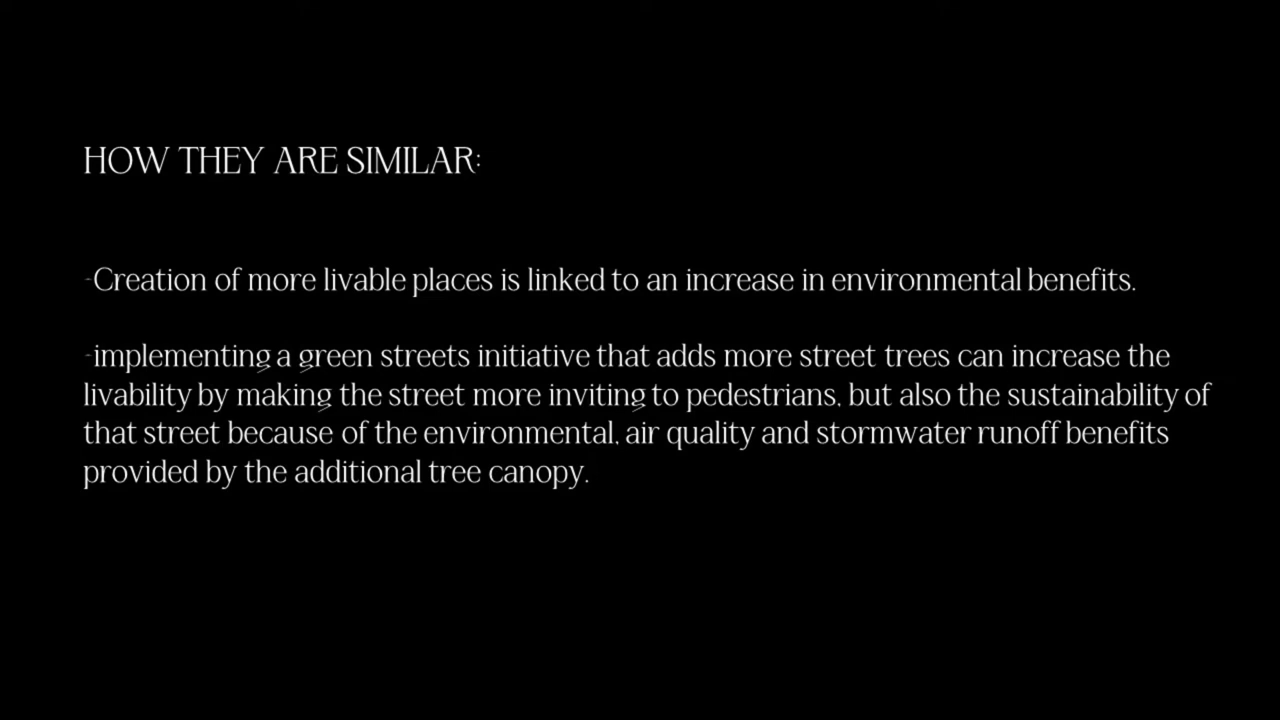 HOW THEY ARE SIMILAR:
-Creation of more livable places is linked to an increase in environmental benefits.
-implementing a green streets initiative that adds more street trees can increase the
livability by making the street more inviting to pedestrians, but also the sustainability of
that street because of the environmental, air quality and stormwater runoff benefits
provided by the additional tree canopy.